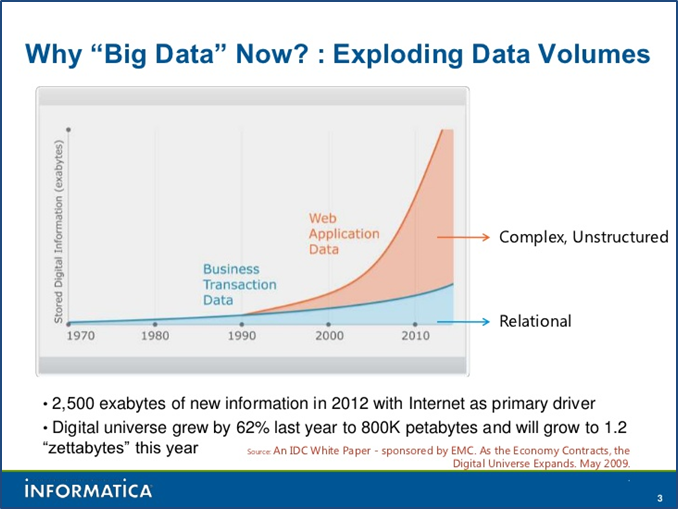 Why “Big Data” Now? : Exploding Data Volumes
Stored Digital Information (exabytes)
Web
Application
Data
Business
Transaction
Data
Complex, Unstructured
Relational
1970 1980 1990 2000 2010
• 2,500 exabytes of new information in 2012 with Internet as primary driver
• Digital universe grew by 62% last year to 800K petabytes and will grow to 1.2
“zettabytes” this year
Source: An IDC White Paper - sponsored by EMC. As the Economy Contracts, the
Digital Universe Expands. May 2009.
INFORMATICA
3